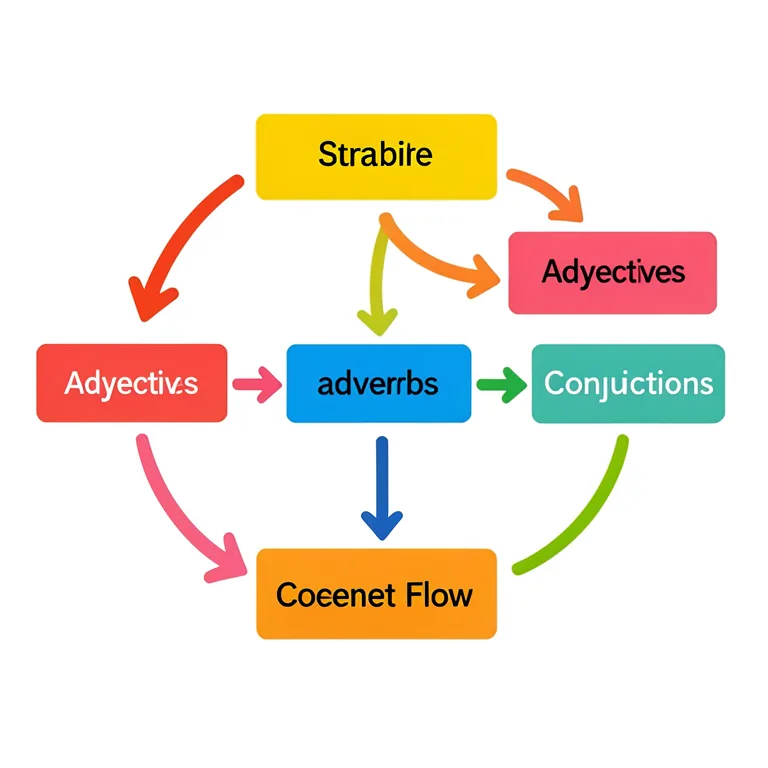 Strabire
Adyectives
Adyectivs
adverrbs
Conjuctions
Coeenet Flow